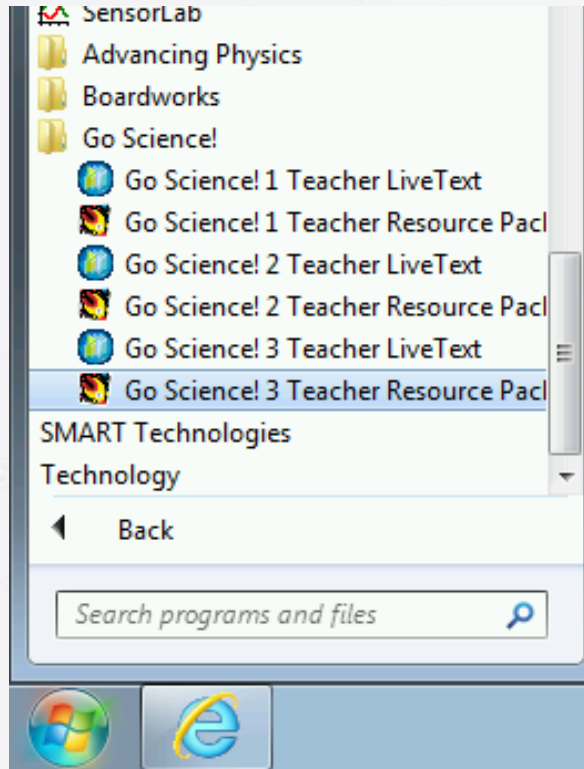 SensorLab
Advancing Physics
Boardworks
Go Science!
Go Science! 1 Teacher LiveText
Go Science! 1 Teacher Resource Pacl
Go Science! 2 Teacher LiveText
Go Science! 2 Teacher Resource Pacl
Go Science! 3 Teacher LiveText
Go Science! 3 Teacher Resource Pacl
SMART Technologies
Technology
Back
Search programs and files